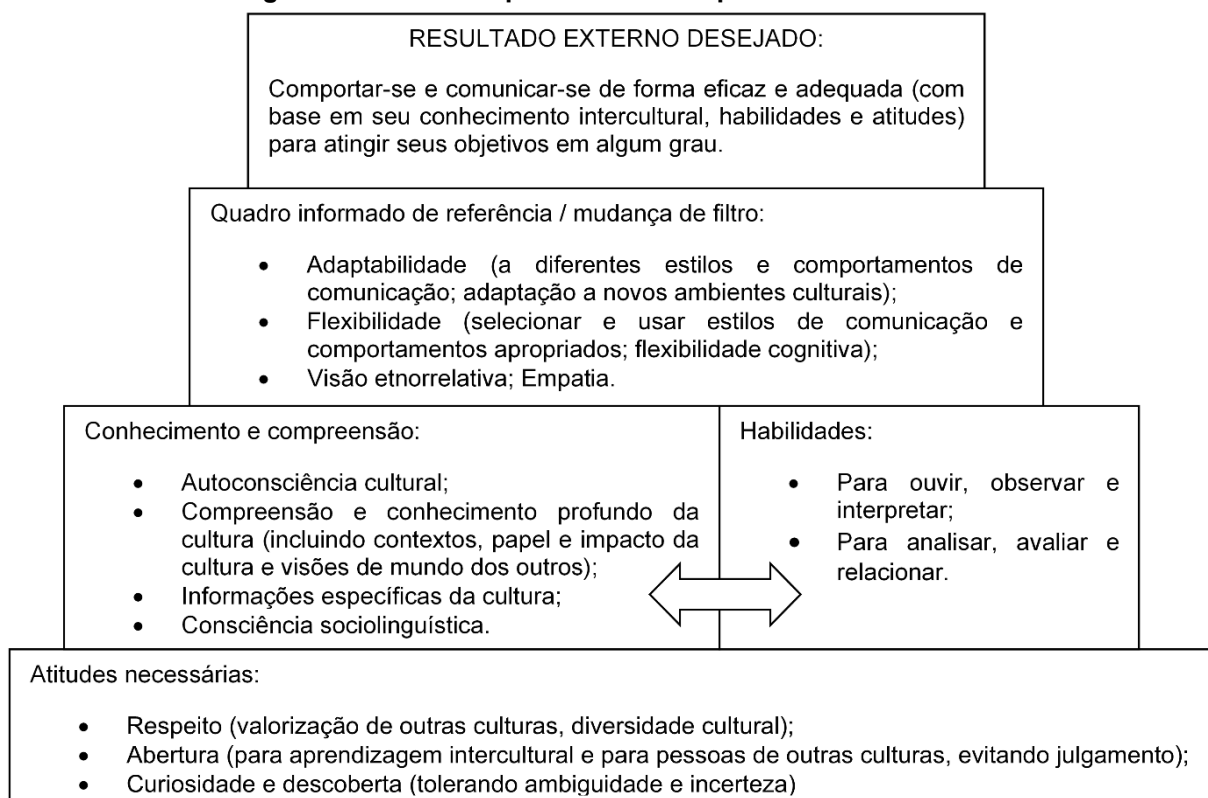 RESULTADO EXTERNO DESEJADO:
Comportar-se e comunicar-se de forma eficaz e adequada (com
base em seu conhecimento intercultural, habilidades e atitudes)
para atingir seus objetivos em algum grau.
Quadro informado de referência / mudança de filtro:
• Adaptabilidade (a diferentes estilos e comportamentos de
comunicação; adaptação a novos ambientes culturais);
• Flexibilidade (selecionar e usar estilos de comunicação e
comportamentos apropriados; flexibilidade cognitiva);
• Visão etnorrelativa; Empatia.
Conhecimento e compreensão:
• Autoconsciência cultural;
• Compreensão e conhecimento profundo da
cultura (incluindo contextos, papel e impacto da
cultura e visões de mundo dos outros);
• Informações específicas da cultura;
• Consciência sociolinguística.
Habilidades:
• Para ouvir, observar e
interpretar;
• Para analisar, avaliar e
relacionar.
Atitudes necessárias:
• Respeito (valorização de outras culturas, diversidade cultural);
• Abertura (para aprendizagem intercultural e para pessoas de outras culturas, evitando julgamento);
• Curiosidade e descoberta (tolerando ambiguidade e incerteza)